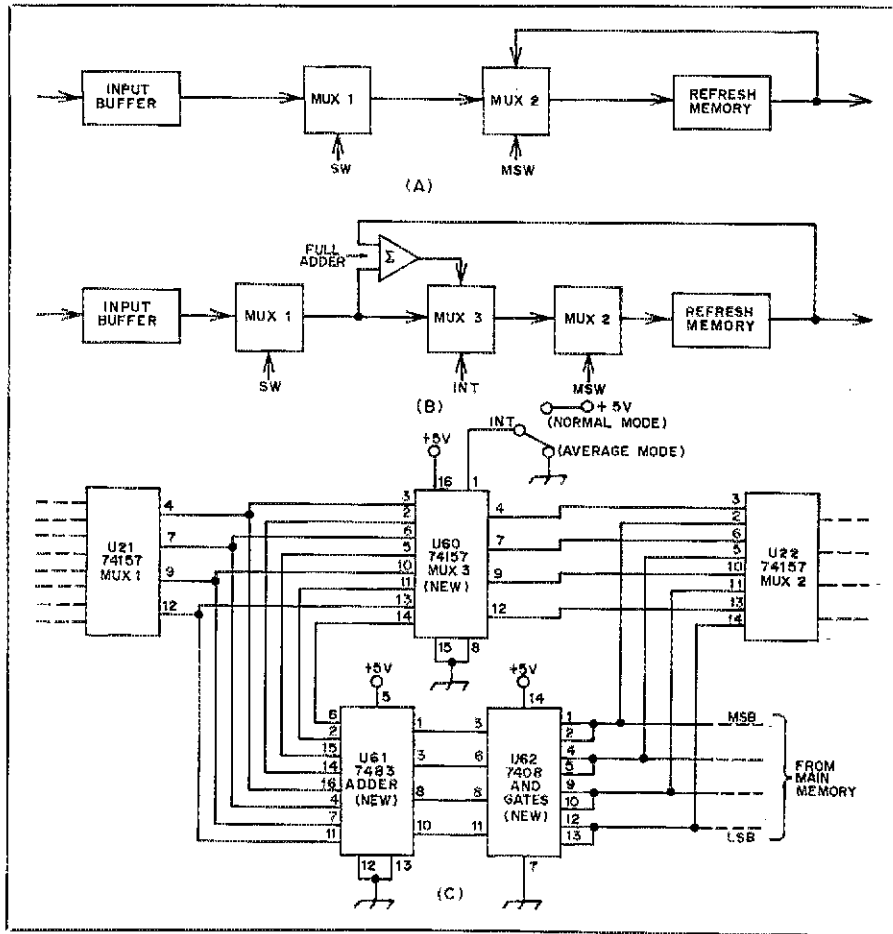 INPUT
BUFFER
MUX 1
SW
MUX 2
MSW
REFRESH
MEMORY
(A)
FULL
ADDER
Σ
INPUT
BUFFER
MUX 1
SW
MUX 3
INT
MUX 2
MSW
REFRESH
MEMORY
(B)
+5V
(NORMAL MODE)
INT
(AVERAGE MODE)
+5V
16 1
U21
74157
MUX 1
4
7
9
12
3
2
6
5
10
11
13
14
U60
74157
MUX 3
(NEW)
4
7
9
12
15 8
3
2
6
5
10
11
13
14
U22
74157
MUX 2
+5V
5
6
2
15
14
16
4
7
11
U61
7483
ADDER
(NEW)
1
3
8
10
12 13
+5V
14
3
6
8
11
U62
7408
AND
GATES
(NEW)
1
2
4
5
9
10
12
13
7
MSB
LSB
FROM
MAIN
MEMORY
(C)